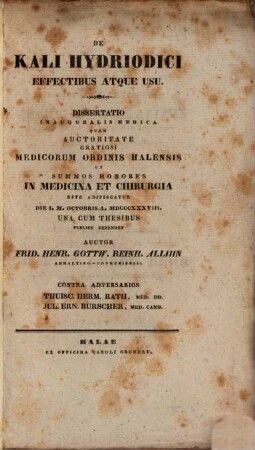 DE
KALI HYDRIODICI
EFFECTIBUS ATQUE USU.
DISSERTATIO
INAUGURALIS MEDICA
QUAM
AUCTORITATE
GRATIOSI
MEDICORUM ORDINIS HALENSIS
UT
SUMMOS HONORES
IN MEDICINA ET CHIRURGIA
RITE ADIPISCATUR
DIE I. M. OCTOBRIS A. MDCCCXXXVIII.
UNA CUM THESIBUS
PUBLICE DEFENDET
AUCTOR
FRID. HENR. GOTTW. REINH. ALLIHN
ANHALTINO-COTHENIENSIS.
CONTRA ADVERSARIOS
THUISC. HERM. RATH, MED. DD.
JUL. ERN. BURSCHER, MED. CAND.
HALAE
EX OFFICINA CAROLI GRUNERT.